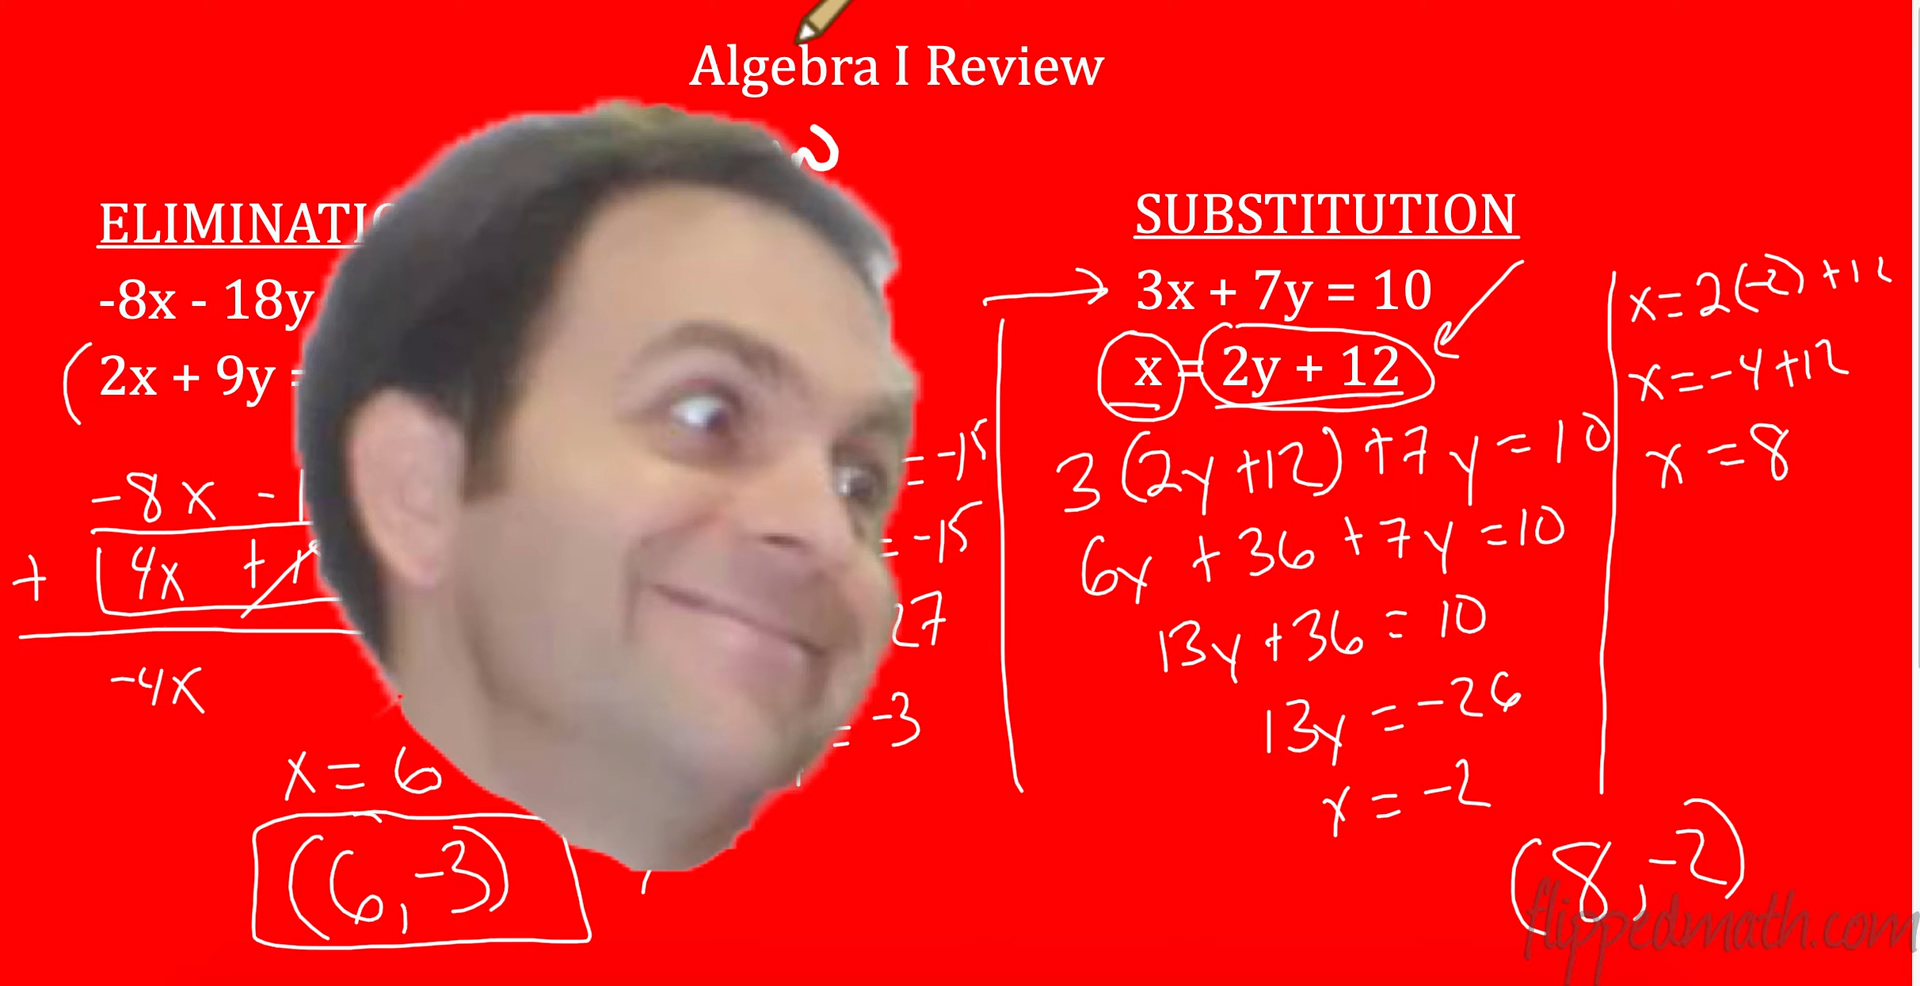 Algebra I Review
ELIMINATI
-8x - 18y
(2x + 9y =
-8x - 1
+ 4x +
-4x
x = 6
(6, -3)
= -15
= -15
27
= -3
SUBSTITUTION
3x + 7y = 10
x = 2y + 12
3(2y + 12) + 7y = 10
6y + 36 + 7y = 10
13y + 36 = 10
13y = -26
x = -2
x = 2(-2) + 12
x = -4 + 12
x = 8
(8, -2)
flippedmath.com